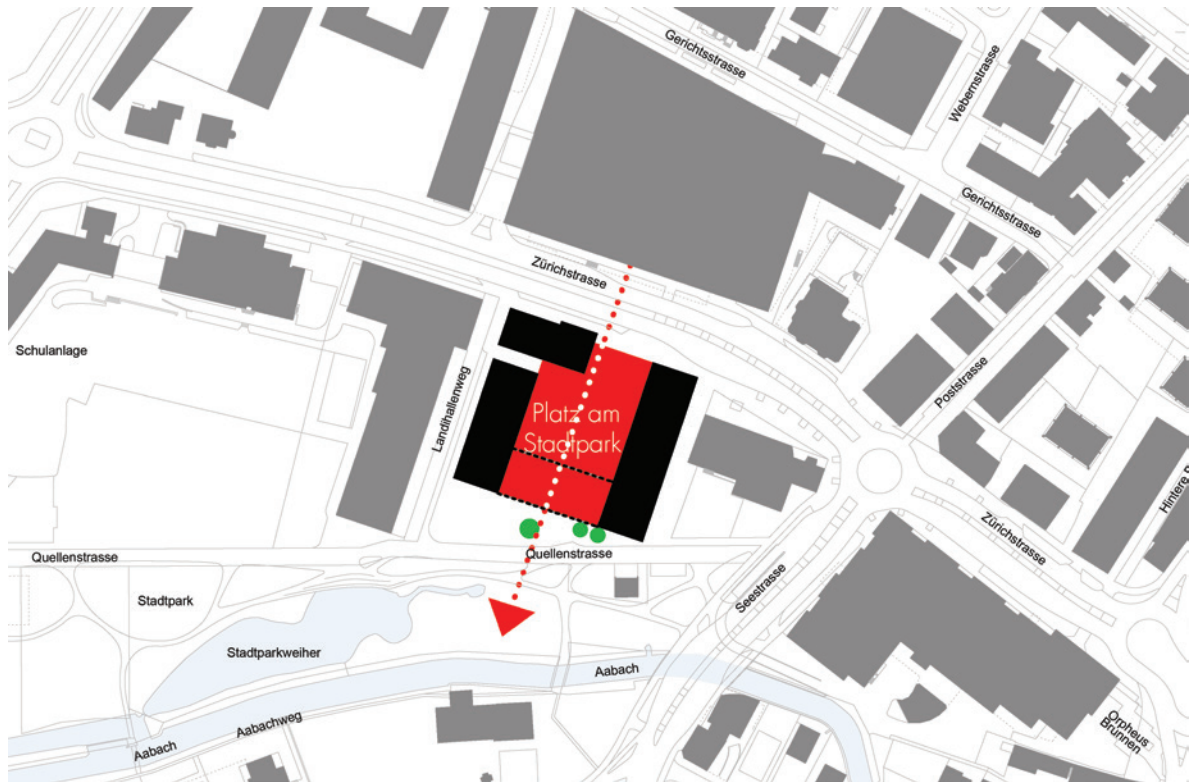 Gerichtsstrasse
Webernstrasse
Gerichtsstrasse
Zürichstrasse
Schulanlage
Landihallenweg
Poststrasse
Platz am
Stadtpark
Hintere
Zürichstrasse
Quellenstrasse
Quellenstrasse
Seestrasse
Stadtpark
Stadtparkweiher
Aabach
Aabachweg
Aabach
Orpheus
Brunnen